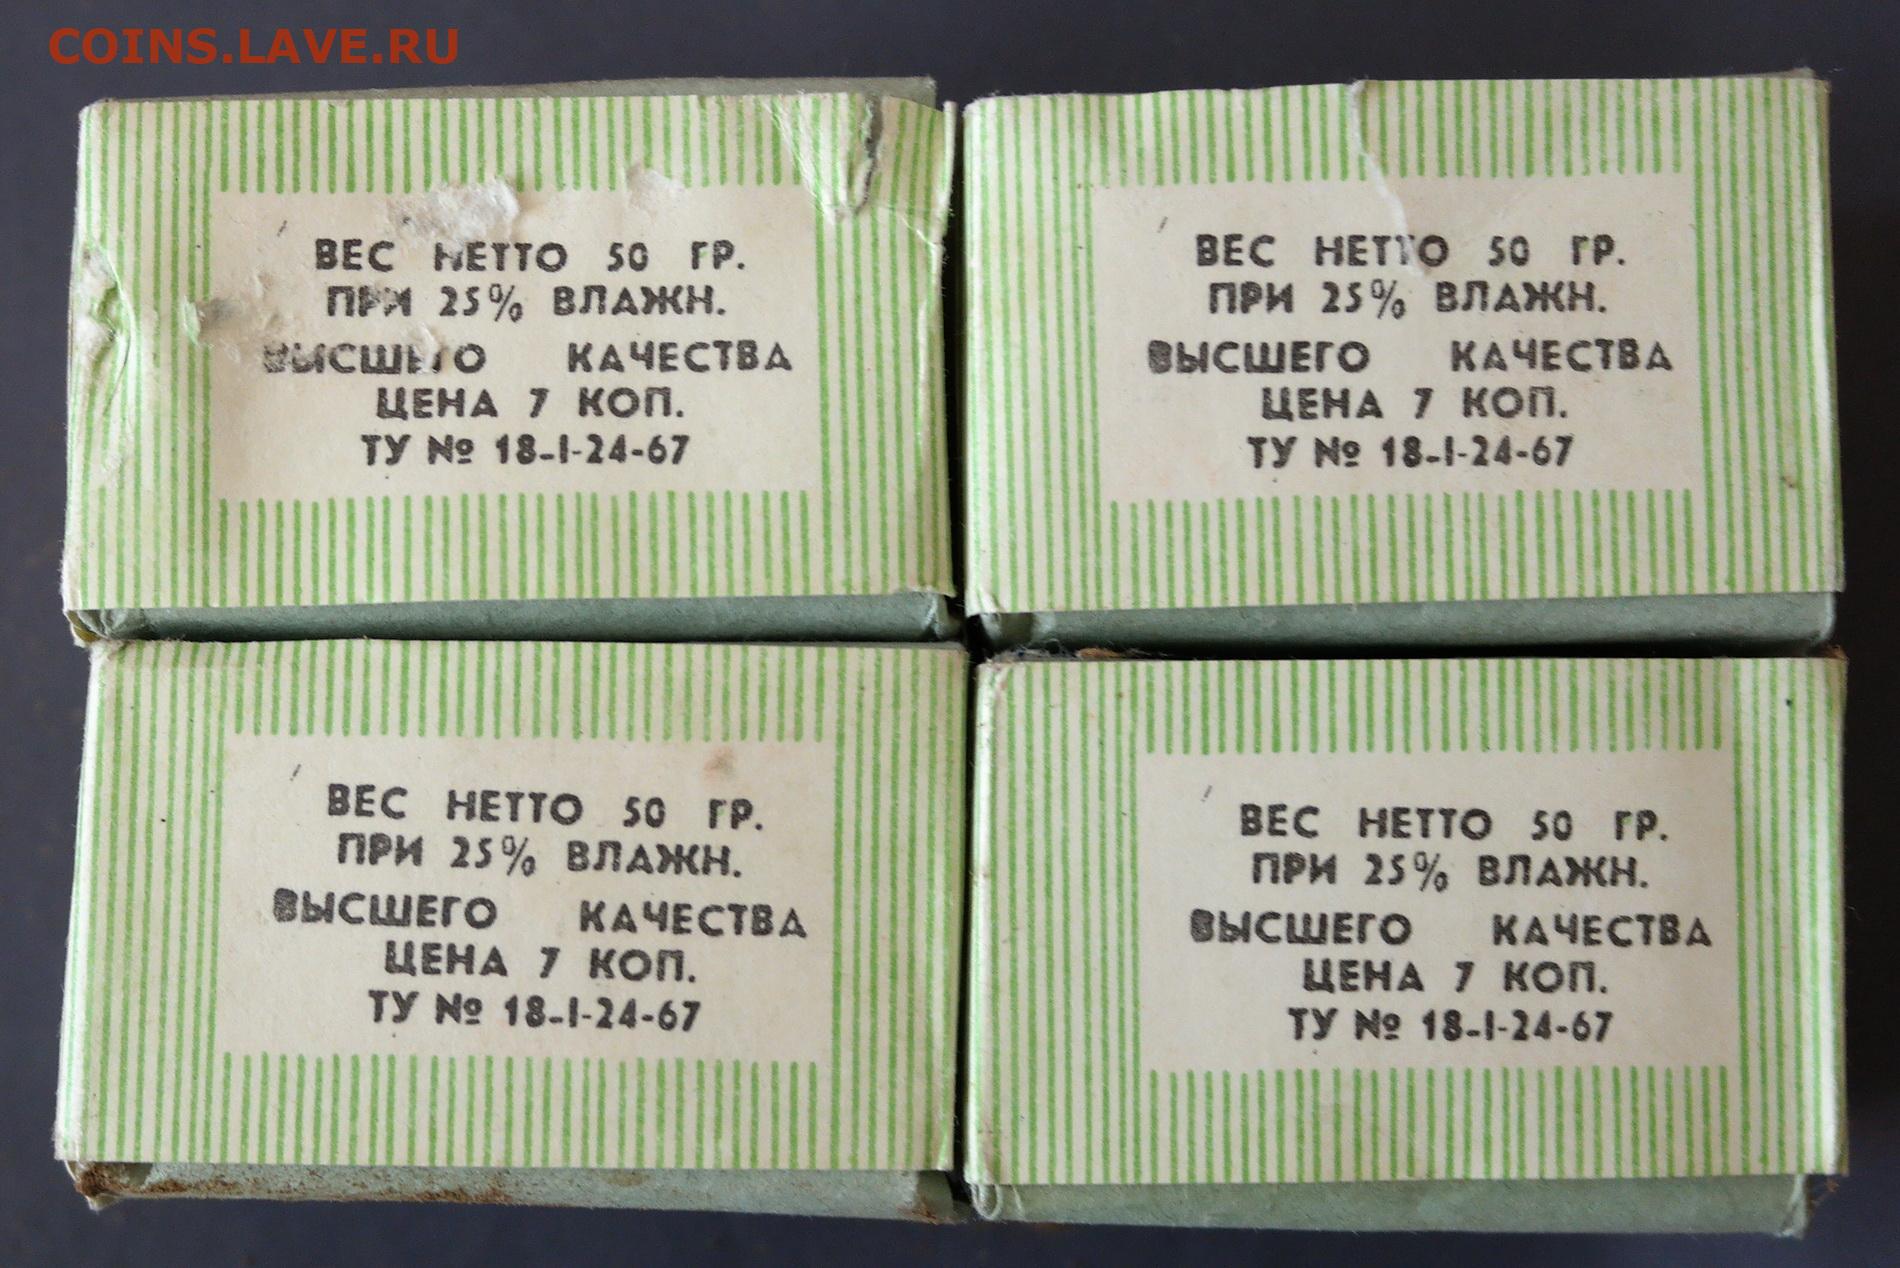 COINS.LAVE.RU
ВЕС НЕТТО 50 ГР.
ПРИ 25% ВЛАЖН.
ВЫСШЕГО КАЧЕСТВА
ЦЕНА 7 КОП.
ТУ № 18-1-24-67
ВЕС НЕТТО 50 ГР.
ПРИ 25% ВЛАЖН.
ВЫСШЕГО КАЧЕСТВА
ЦЕНА 7 КОП.
ТУ № 18-1-24-67
ВЕС НЕТТО 50 ГР.
ПРИ 25% ВЛАЖН.
ВЫСШЕГО КАЧЕСТВА
ЦЕНА 7 КОП.
ТУ № 18-1-24-67
ВЕС НЕТТО 50 ГР.
ПРИ 25% ВЛАЖН.
ВЫСШЕГО КАЧЕСТВА
ЦЕНА 7 КОП.
ТУ № 18-1-24-67